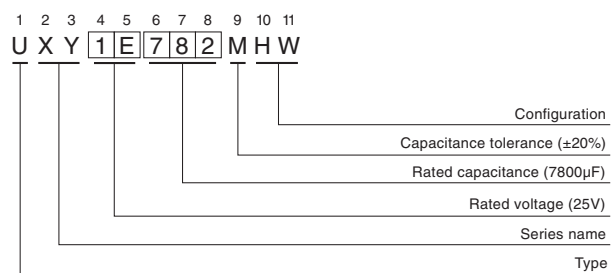 1 2 3 4 5 6 7 8 9 10 11
U X Y 1 E 7 8 2 M H W
Configuration
Capacitance tolerance (±20%)
Rated capacitance (7800µF)
Rated voltage (25V)
Series name
Type